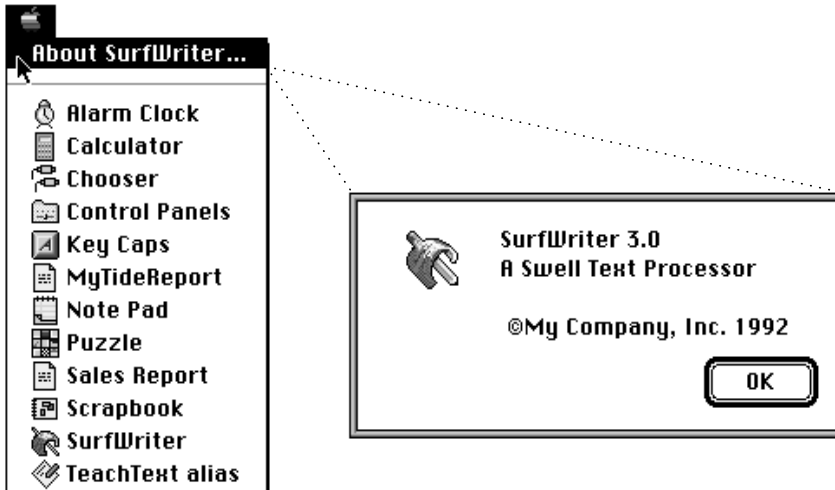 About SurfWriter...
Alarm Clock
Calculator
Chooser
Control Panels
Key Caps
MyTideReport
Note Pad
Puzzle
Sales Report
Scrapbook
SurfWriter
TeachText alias
SurfWriter 3.0
A Swell Text Processor
©My Company, Inc. 1992
OK